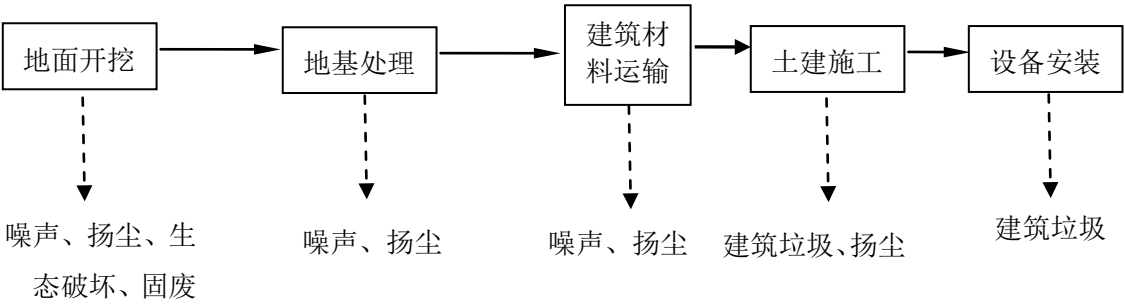 地面开挖
地基处理
建筑材
料运输
土建施工
设备安装
噪声、扬尘、生
态破坏、固废
噪声、扬尘
噪声、扬尘
建筑垃圾、扬尘
建筑垃圾